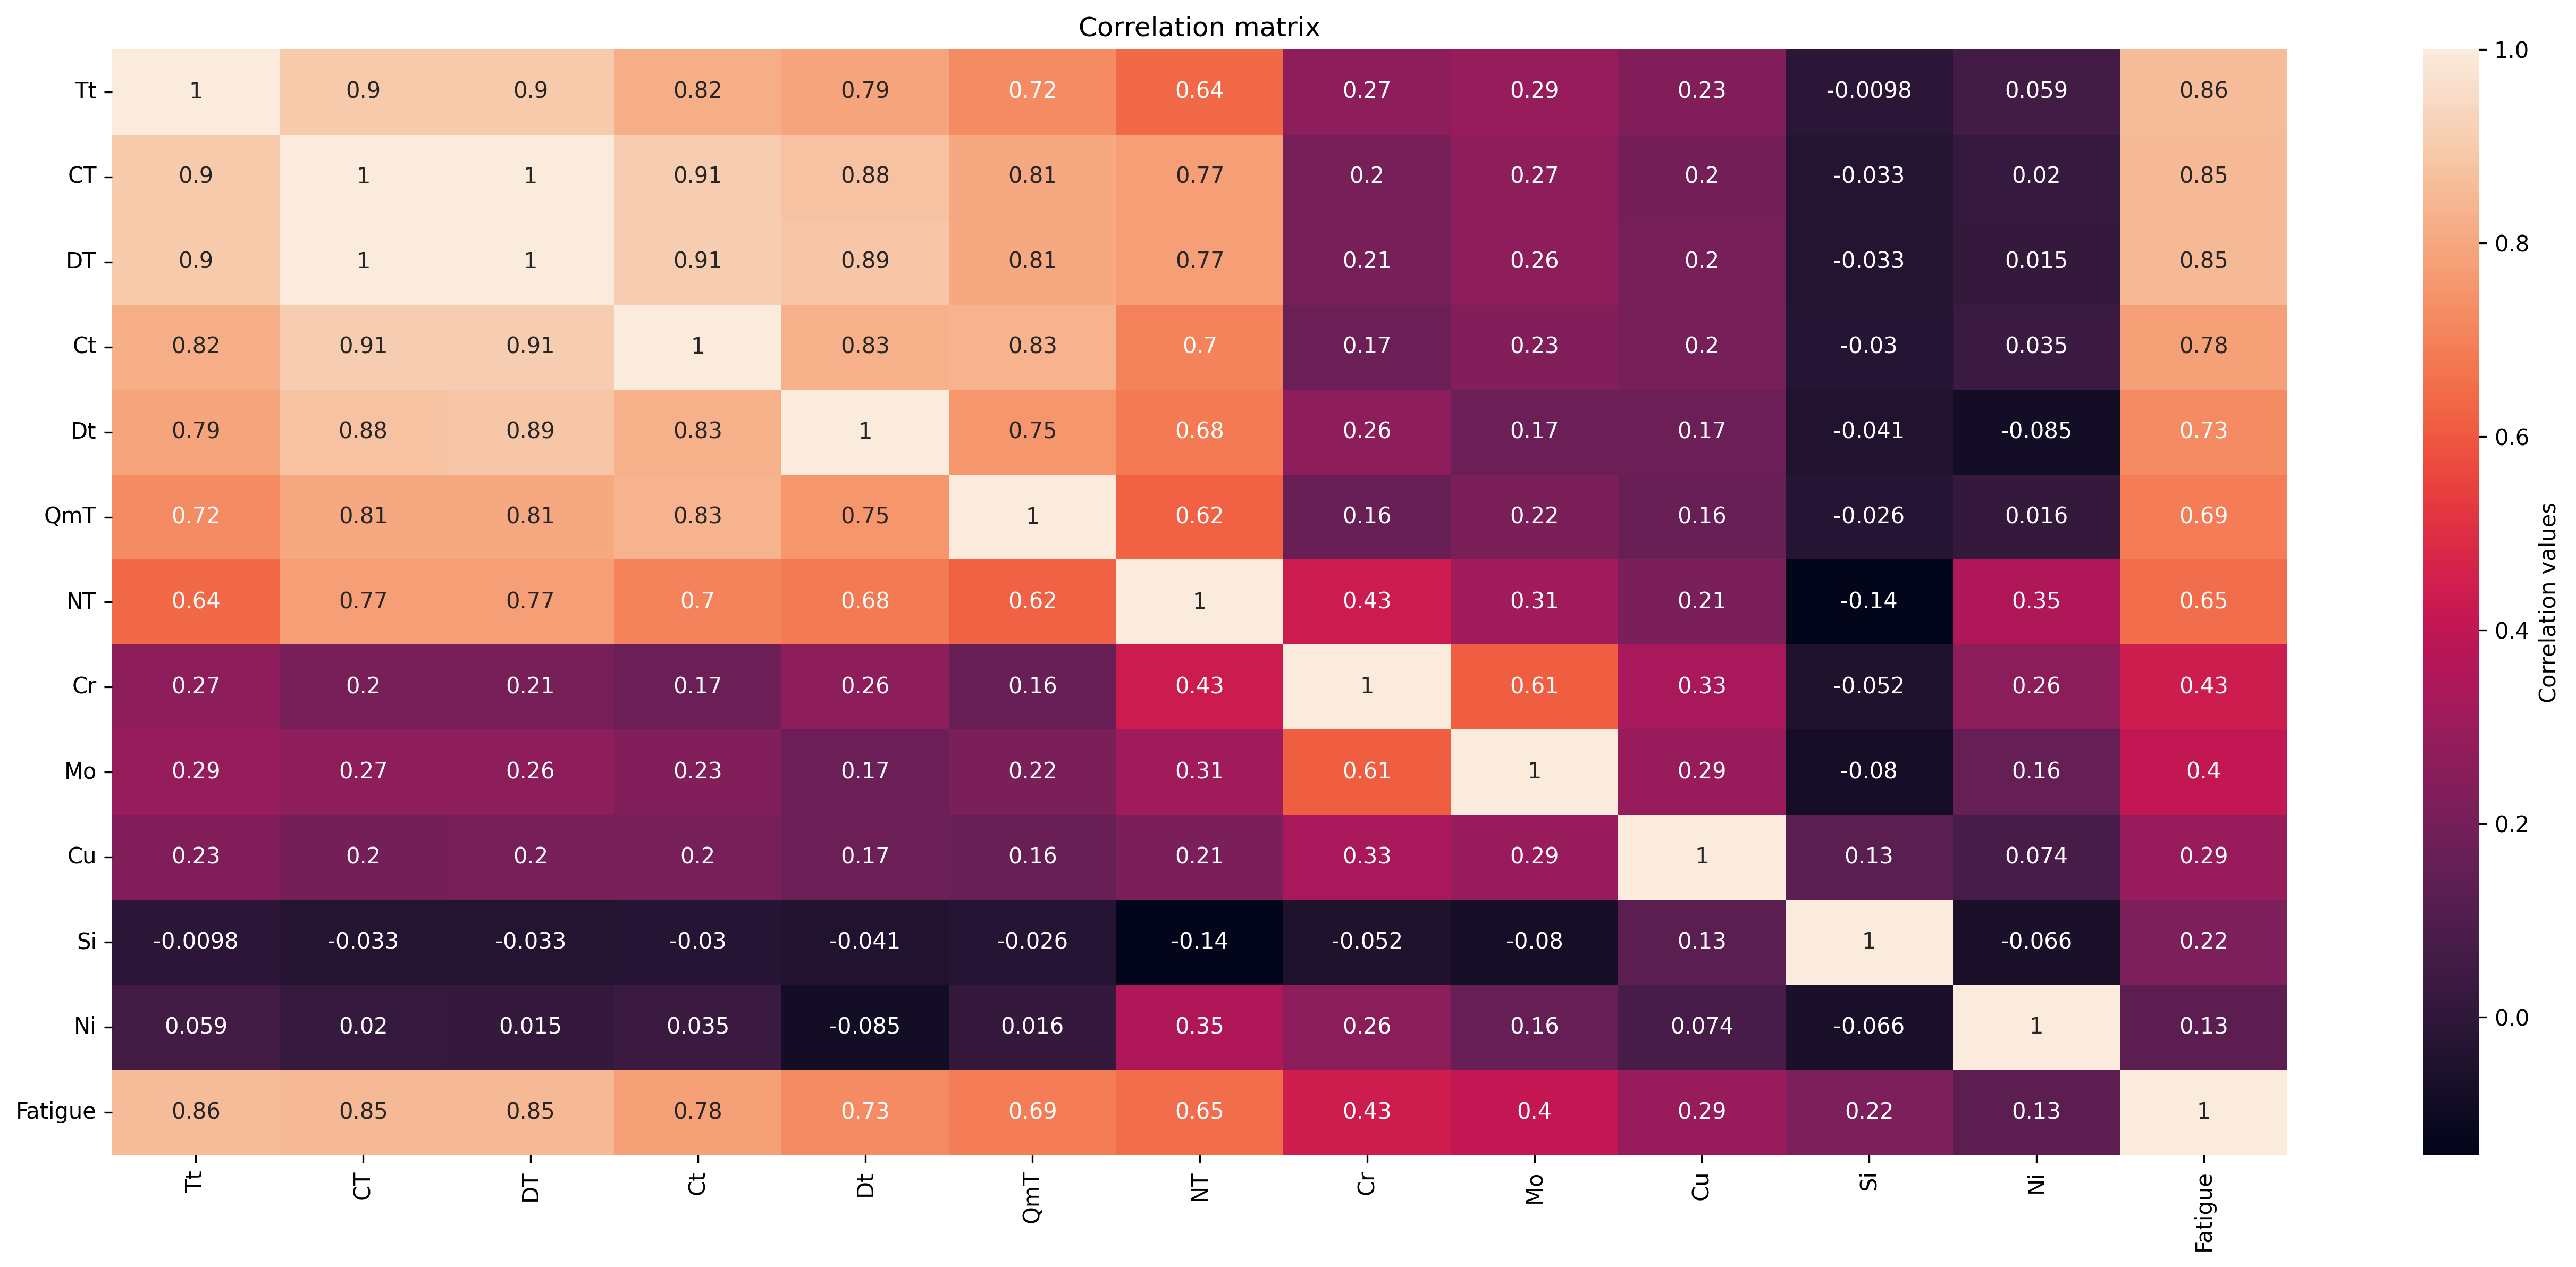 Correlation matrix
Tt 1 0.9 0.9 0.82 0.79 0.72 0.64 0.27 0.29 0.23 -0.0098 0.059 0.86
CT 0.9 1 1 0.91 0.88 0.81 0.77 0.2 0.27 0.2 -0.033 0.02 0.85
DT 0.9 1 1 0.91 0.89 0.81 0.77 0.21 0.26 0.2 -0.033 0.015 0.85
Ct 0.82 0.91 0.91 1 0.83 0.83 0.7 0.17 0.23 0.2 -0.03 0.035 0.78
Dt 0.79 0.88 0.89 0.83 1 0.75 0.68 0.26 0.17 0.17 -0.041 -0.085 0.73
QmT 0.72 0.81 0.81 0.83 0.75 1 0.62 0.16 0.22 0.16 -0.026 0.016 0.69
NT 0.64 0.77 0.77 0.7 0.68 0.62 1 0.43 0.31 0.21 -0.14 0.35 0.65
Cr 0.27 0.2 0.21 0.17 0.26 0.16 0.43 1 0.61 0.33 -0.052 0.26 0.43
Mo 0.29 0.27 0.26 0.23 0.17 0.22 0.31 0.61 1 0.29 -0.08 0.16 0.4
Cu 0.23 0.2 0.2 0.2 0.17 0.16 0.21 0.33 0.29 1 0.13 0.074 0.29
Si -0.0098 -0.033 -0.033 -0.03 -0.041 -0.026 -0.14 -0.052 -0.08 0.13 1 -0.066 0.22
Ni 0.059 0.02 0.015 0.035 -0.085 0.016 0.35 0.26 0.16 0.074 -0.066 1 0.13
Fatigue 0.86 0.85 0.85 0.78 0.73 0.69 0.65 0.43 0.4 0.29 0.22 0.13 1
Tt CT DT Ct Dt QmT NT Cr Mo Cu Si Ni Fatigue
1.0
0.8
0.6
0.4
0.2
0.0
Correlation values